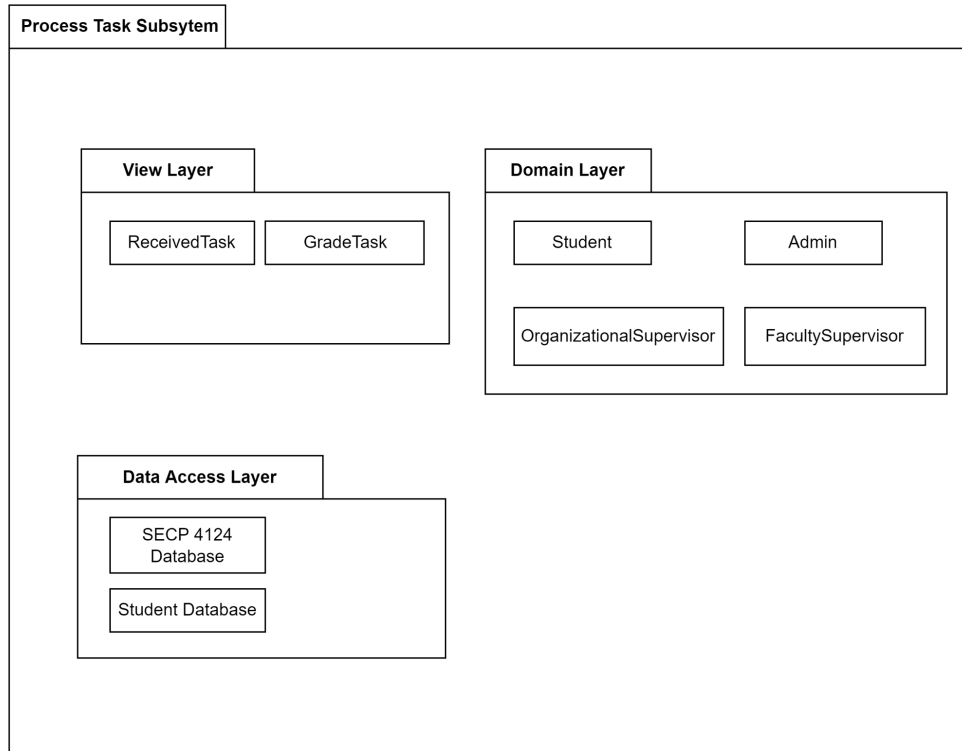 Process Task Subsytem
View Layer
ReceivedTask
GradeTask
Domain Layer
Student
Admin
OrganizationalSupervisor
FacultySupervisor
Data Access Layer
SECP 4124
Database
Student Database